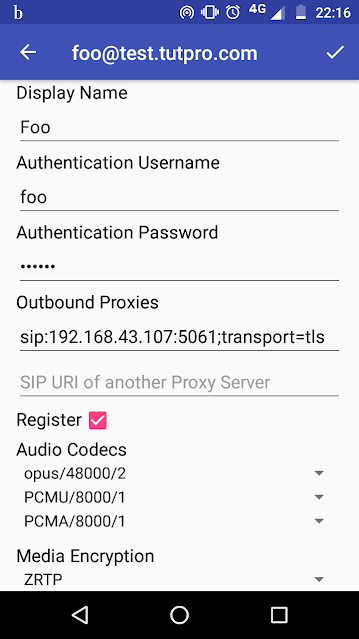 b 4G 22:16
foo@test.tutpro.com
Display Name
Foo
Authentication Username
foo
Authentication Password
••••••
Outbound Proxies
sip:192.168.43.107:5061;transport=tls
SIP URI of another Proxy Server
Register
Audio Codecs
opus/48000/2
PCMU/8000/1
PCMA/8000/1
Media Encryption
ZRTP